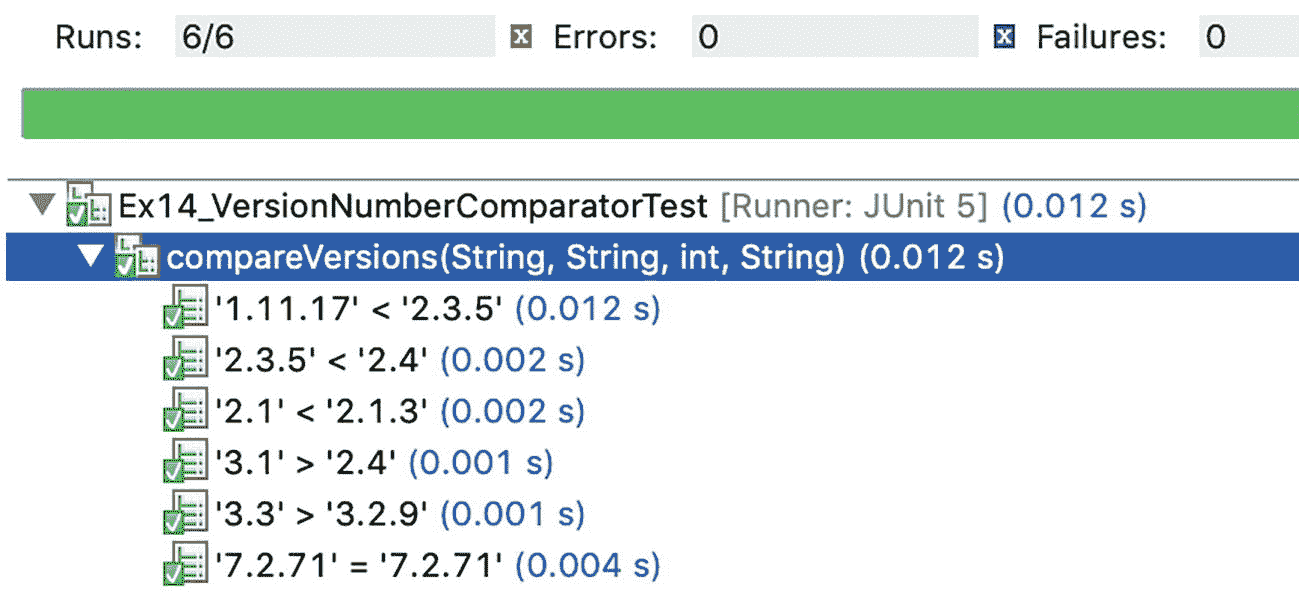 Runs: 6/6 Errors: 0 Failures: 0
Ex14_VersionNumberComparatorTest [Runner: JUnit 5] (0.012 s)
compareVersions(String, String, int, String) (0.012 s)
'1.11.17' < '2.3.5' (0.012 s)
'2.3.5' < '2.4' (0.002 s)
'2.1' < '2.1.3' (0.002 s)
'3.1' > '2.4' (0.001 s)
'3.3' > '3.2.9' (0.001 s)
'7.2.71' = '7.2.71' (0.004 s)